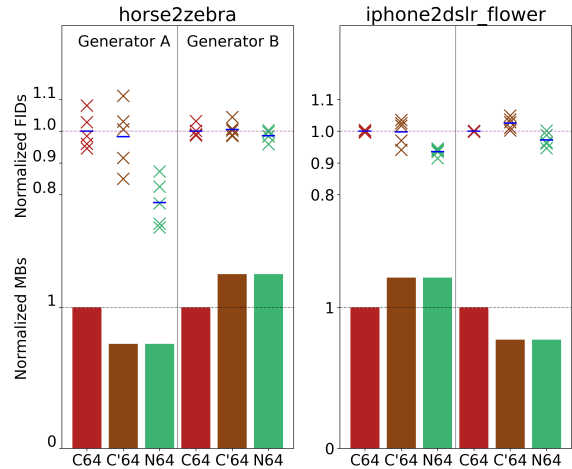 horse2zebra
iphone2dslr_flower
Generator A
Generator B
Normalized FIDs
1.1
1.0
0.9
0.8
1.1
1.0
0.9
0.8
Normalized MBs
1
0
1
0
C64 C'64 N64 C64 C'64 N64
C64 C'64 N64 C64 C'64 N64